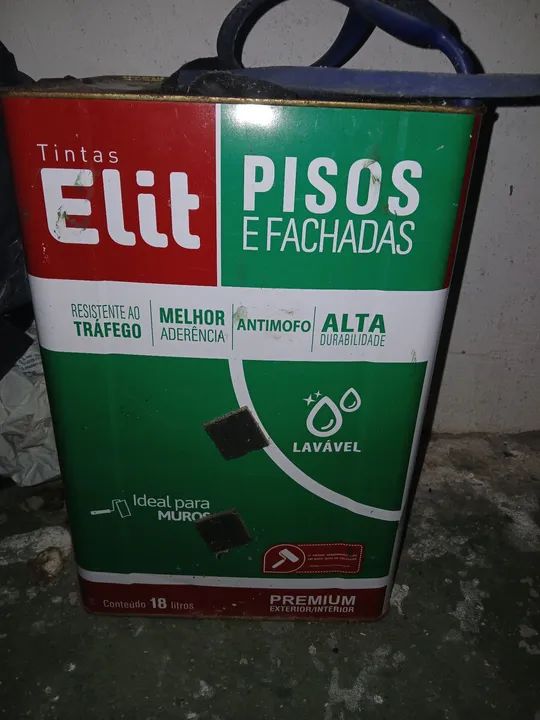 Tintas
Elit
PISOS
E FACHADAS
RESISTENTE AO
TRÁFEGO
MELHOR
ADERÊNCIA
ANTIMOFO
ALTA
DURABILIDADE
LAVÁVEL
Ideal para
MUROS
Conteúdo 18 litros
PREMIUM
EXTERIOR/INTERIOR